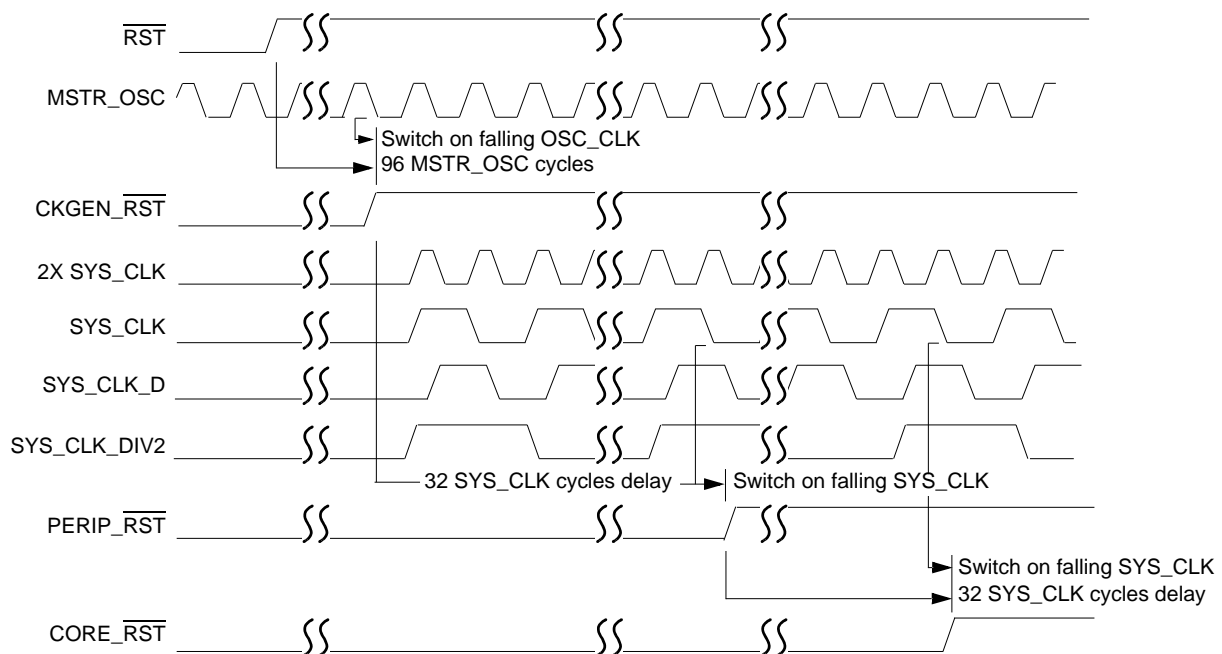 RST
MSTR_OSC
Switch on falling OSC_CLK
96 MSTR_OSC cycles
CKGEN_RST
2X SYS_CLK
SYS_CLK
SYS_CLK_D
SYS_CLK_DIV2
32 SYS_CLK cycles delay
Switch on falling SYS_CLK
PERIP_RST
Switch on falling SYS_CLK
32 SYS_CLK cycles delay
CORE_RST